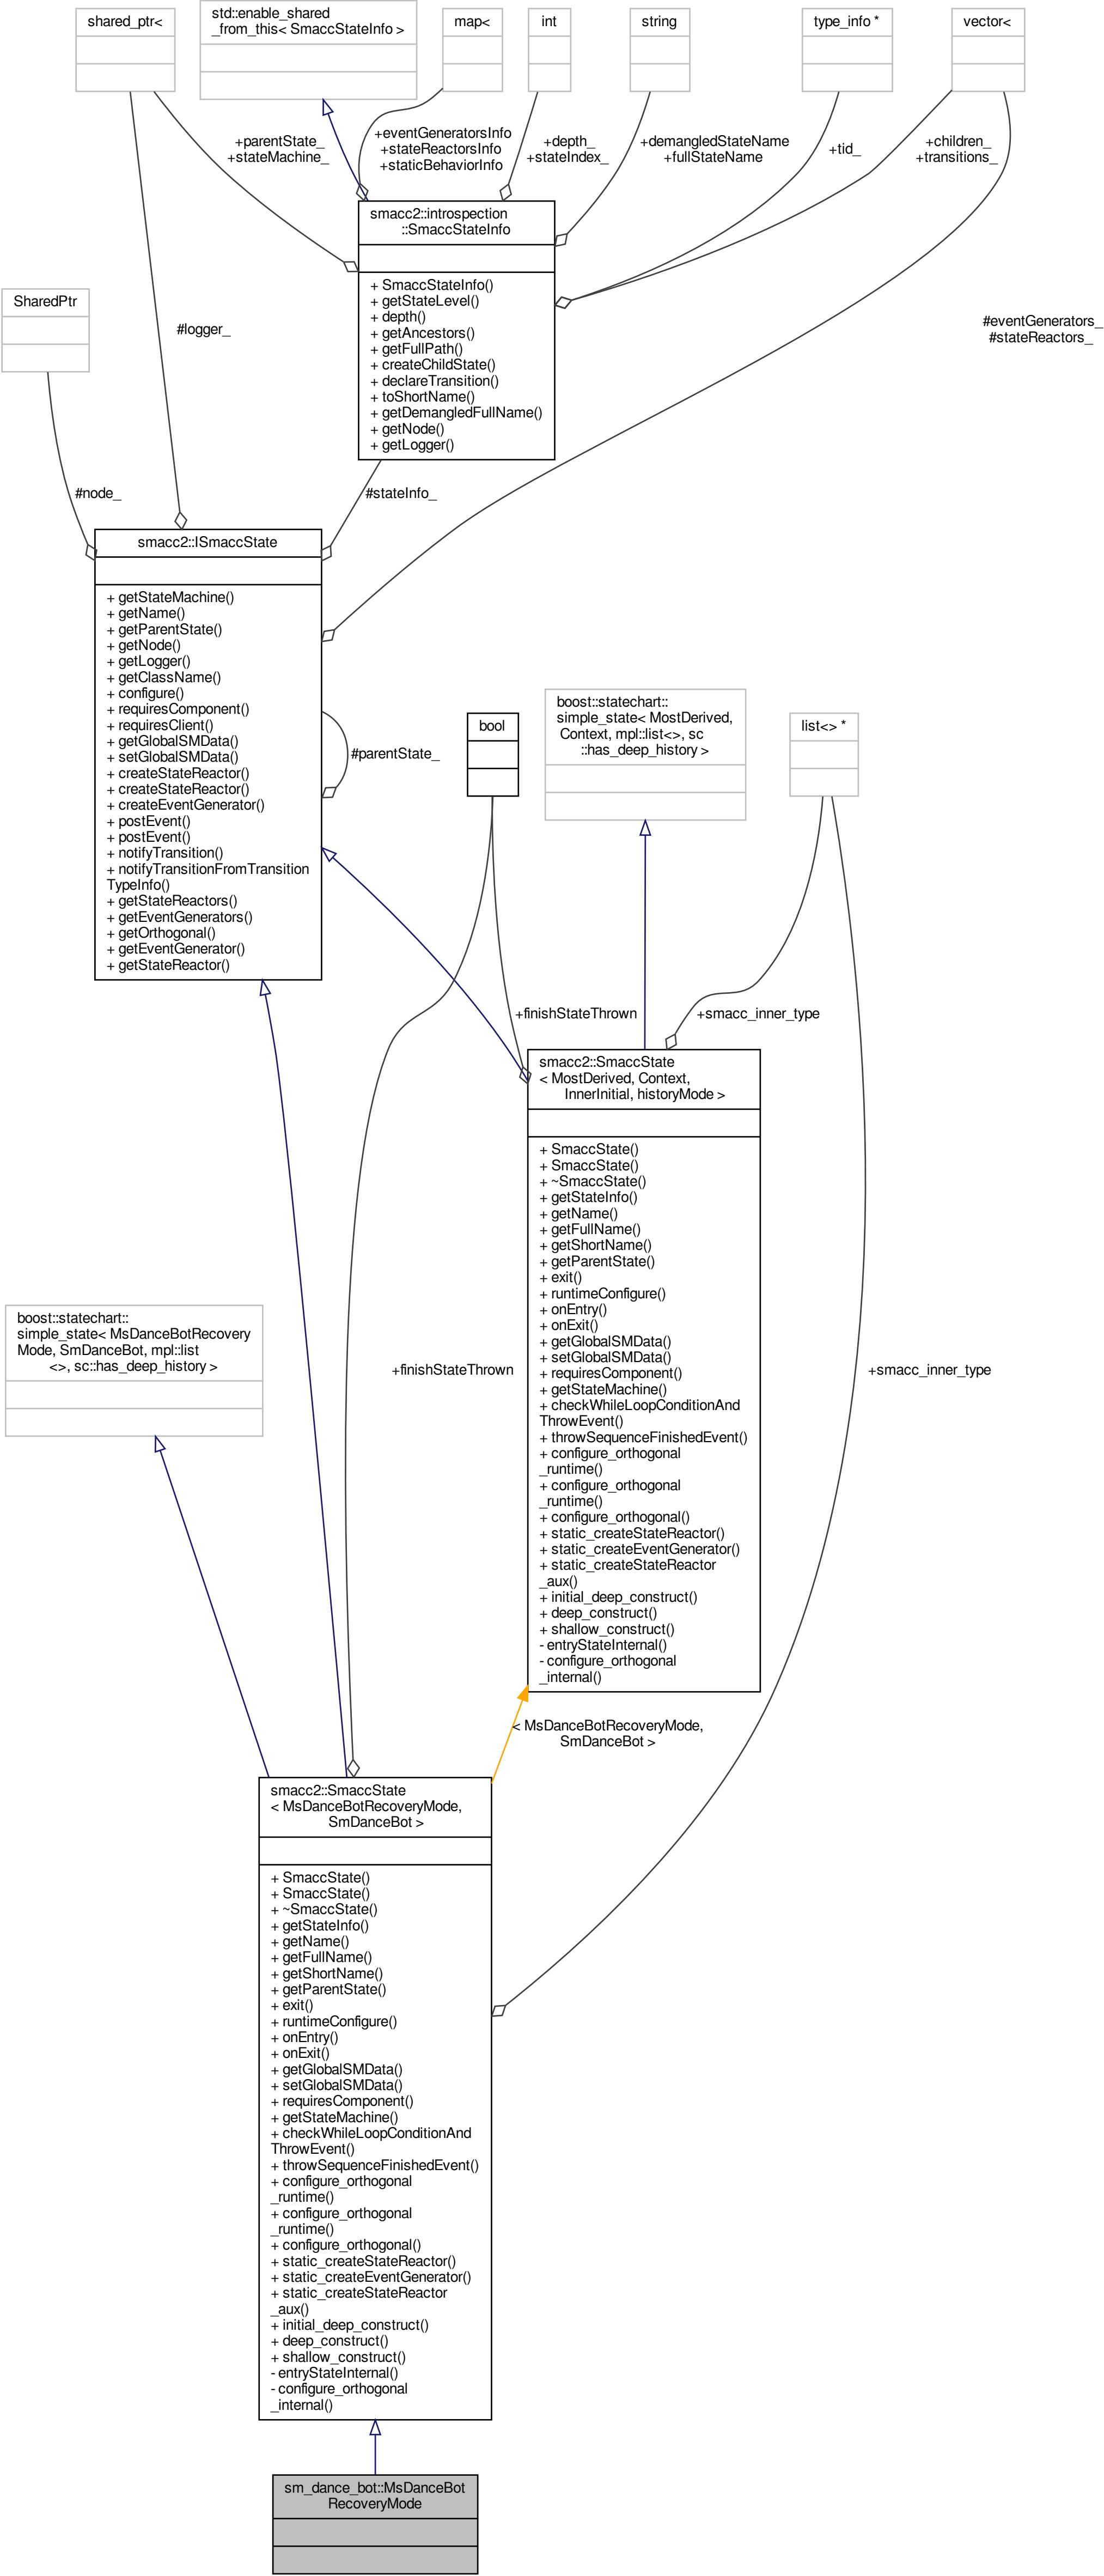 shared_ptr<
std::enable_shared
_from_this< SmaccStateInfo >
map<
int
string
type_info *
vector<
+parentState_
+stateMachine_
+eventGeneratorsInfo
+stateReactorsInfo
+staticBehaviorInfo
+depth_
+stateIndex_
+demangledStateName
+fullStateName
+tid_
+children_
+transitions_
smacc2::introspection
::SmaccStateInfo
+ SmaccStateInfo()
+ getStateLevel()
+ depth()
+ getAncestors()
+ getFullPath()
+ createChildState()
+ declareTransition()
+ toShortName()
+ getDemangledFullName()
+ getNode()
+ getLogger()
SharedPtr
#logger_
#eventGenerators_
#stateReactors_
#node_
#stateInfo_
smacc2::ISmaccState
+ getStateMachine()
+ getName()
+ getParentState()
+ getNode()
+ getLogger()
+ getClassName()
+ configure()
+ requiresComponent()
+ requiresClient()
+ getGlobalSMData()
+ setGlobalSMData()
+ createStateReactor()
+ createStateReactor()
+ createEventGenerator()
+ postEvent()
+ postEvent()
+ notifyTransition()
+ notifyTransitionFromTransition
TypeInfo()
+ getStateReactors()
+ getEventGenerators()
+ getOrthogonal()
+ getEventGenerator()
+ getStateReactor()
#parentState_
bool
boost::statechart::
simple_state< MostDerived,
Context, mpl::list<>, sc
::has_deep_history >
list<> *
+finishStateThrown
+smacc_inner_type
smacc2::SmaccState
< MostDerived, Context,
InnerInitial, historyMode >
+ SmaccState()
+ SmaccState()
+ ~SmaccState()
+ getStateInfo()
+ getName()
+ getFullName()
+ getShortName()
+ getParentState()
+ exit()
+ runtimeConfigure()
+ onEntry()
+ onExit()
+ getGlobalSMData()
+ setGlobalSMData()
+ requiresComponent()
+ getStateMachine()
+ checkWhileLoopConditionAnd
ThrowEvent()
+ throwSequenceFinishedEvent()
+ configure_orthogonal
_runtime()
+ configure_orthogonal
_runtime()
+ configure_orthogonal()
+ static_createStateReactor()
+ static_createEventGenerator()
+ static_createStateReactor
_aux()
+ initial_deep_construct()
+ deep_construct()
+ shallow_construct()
- entryStateInternal()
- configure_orthogonal
_internal()
boost::statechart::
simple_state< MsDanceBotRecovery
Mode, SmDanceBot, mpl::list
<>, sc::has_deep_history >
+finishStateThrown
+smacc_inner_type
< MsDanceBotRecoveryMode,
SmDanceBot >
smacc2::SmaccState
< MsDanceBotRecoveryMode,
SmDanceBot >
+ SmaccState()
+ SmaccState()
+ ~SmaccState()
+ getStateInfo()
+ getName()
+ getFullName()
+ getShortName()
+ getParentState()
+ exit()
+ runtimeConfigure()
+ onEntry()
+ onExit()
+ getGlobalSMData()
+ setGlobalSMData()
+ requiresComponent()
+ getStateMachine()
+ checkWhileLoopConditionAnd
ThrowEvent()
+ throwSequenceFinishedEvent()
+ configure_orthogonal
_runtime()
+ configure_orthogonal
_runtime()
+ configure_orthogonal()
+ static_createStateReactor()
+ static_createEventGenerator()
+ static_createStateReactor
_aux()
+ initial_deep_construct()
+ deep_construct()
+ shallow_construct()
- entryStateInternal()
- configure_orthogonal
_internal()
sm_dance_bot::MsDanceBot
RecoveryMode